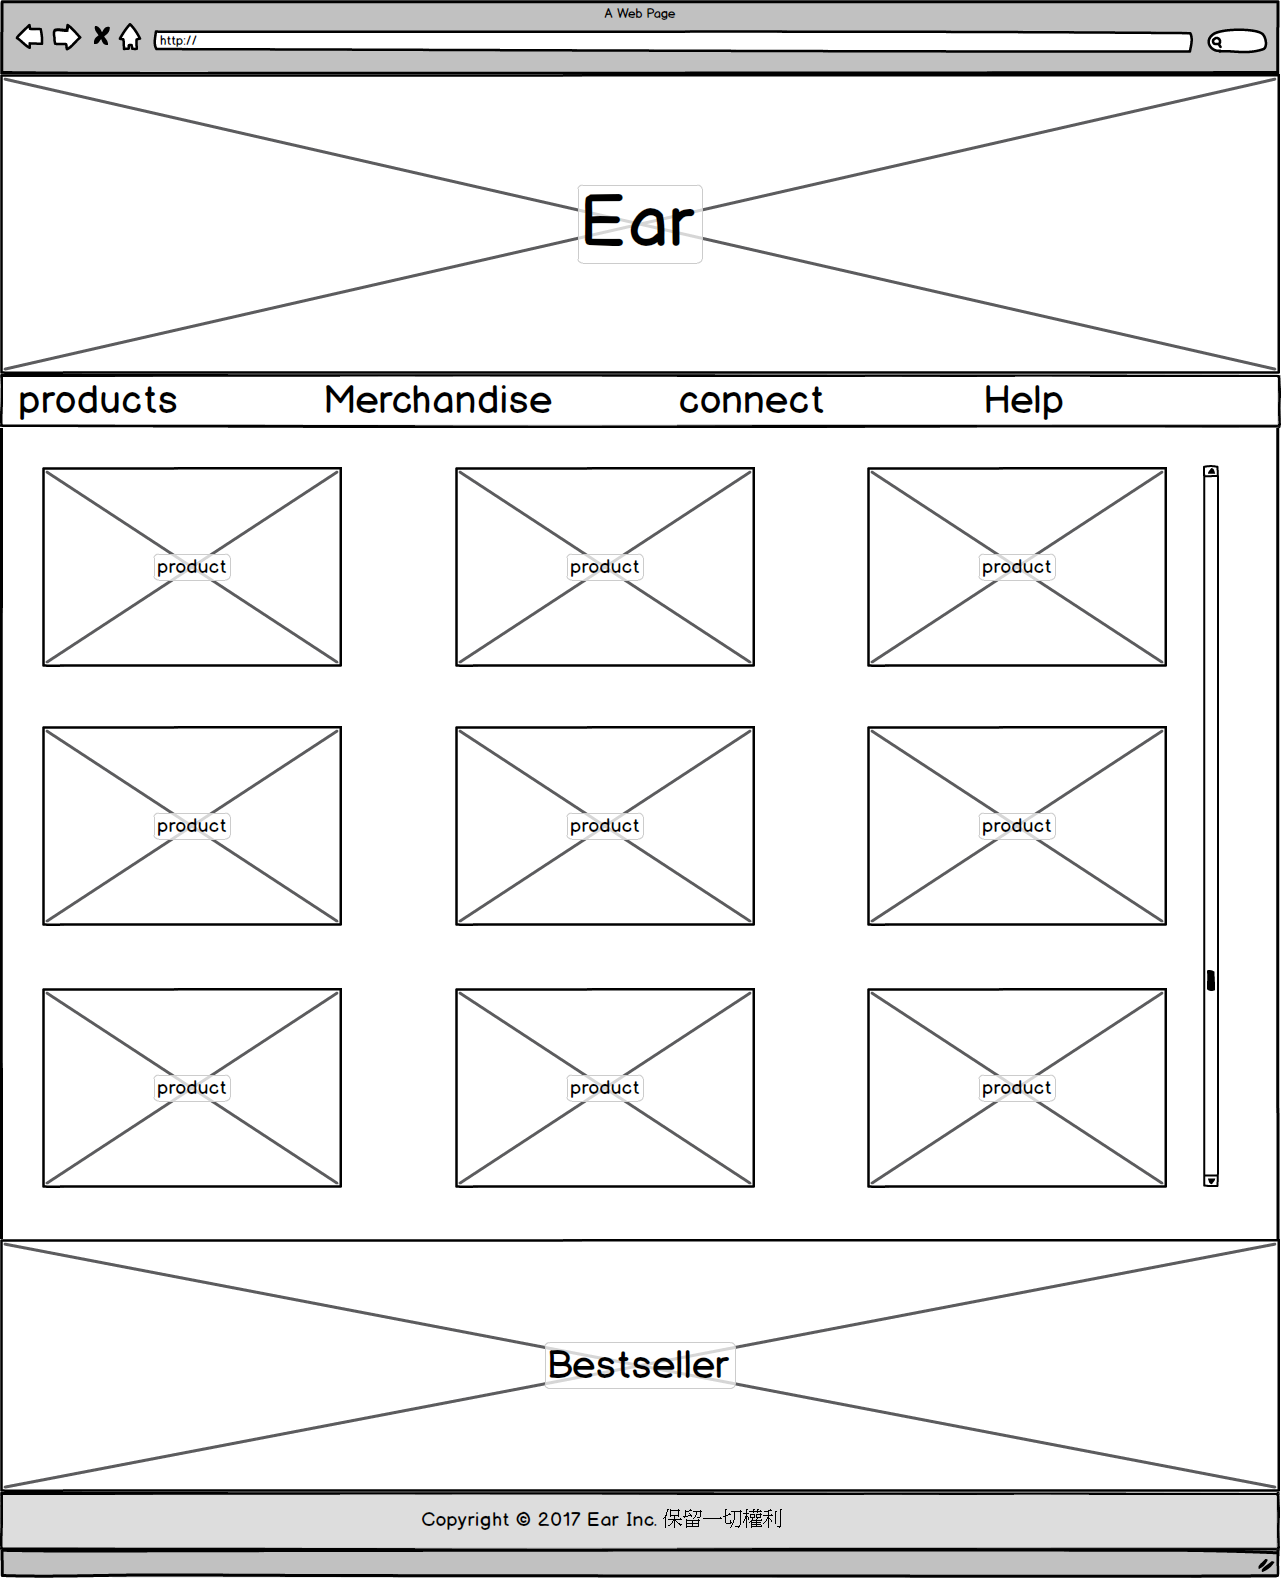 A Web Page
http://
Ear
products Merchandise connect Help
product product product
product product product
product product product
Bestseller
Copyright © 2017 Ear Inc. 保留一切權利